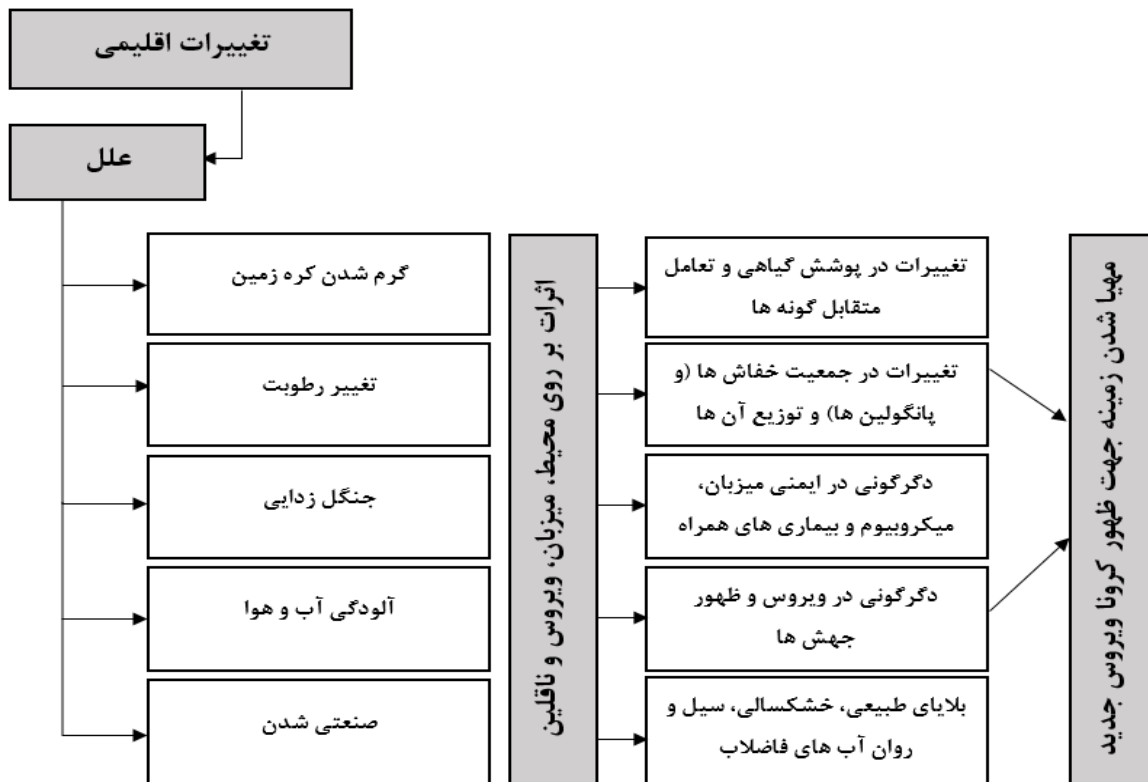 تغییرات اقلیمی
علل
گرم شدن کره زمین
تغییر رطوبت
جنگل زدایی
آلودگی آب و هوا
صنعتی شدن
اثرات بر روی محیط، میزبان، ویروس و ناقلین
تغییرات در پوشش گیاهی و تعامل
متقابل گونه ها
تغییرات در جمعیت خفاش ها (و
پانگولین ها) و توزیع آن ها
دگرگونی در ایمنی میزبان،
میکروبیوم و بیماری های همراه
دگرگونی در ویروس و ظهور
جهش ها
بلایای طبیعی، خشکسالی، سیل و
روان آب های فاضلاب
مهیا شدن زمینه جهت ظهور کرونا ویروس جدید